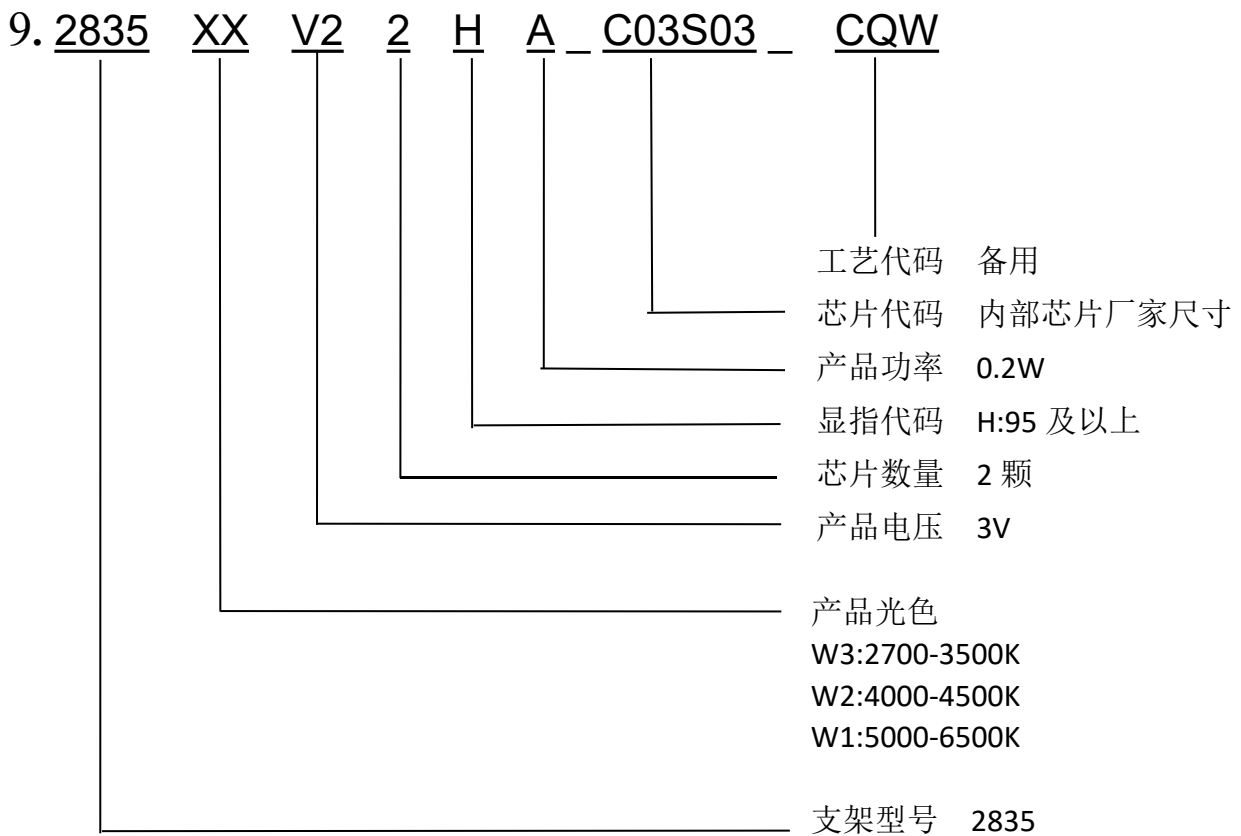 9. 2835 XX V2 2 H A _ C03S03 _ CQW
工艺代码 备用
芯片代码 内部芯片厂家尺寸
产品功率 0.2W
显指代码 H:95 及以上
芯片数量 2 颗
产品电压 3V
产品光色
W3:2700-3500K
W2:4000-4500K
W1:5000-6500K
支架型号 2835